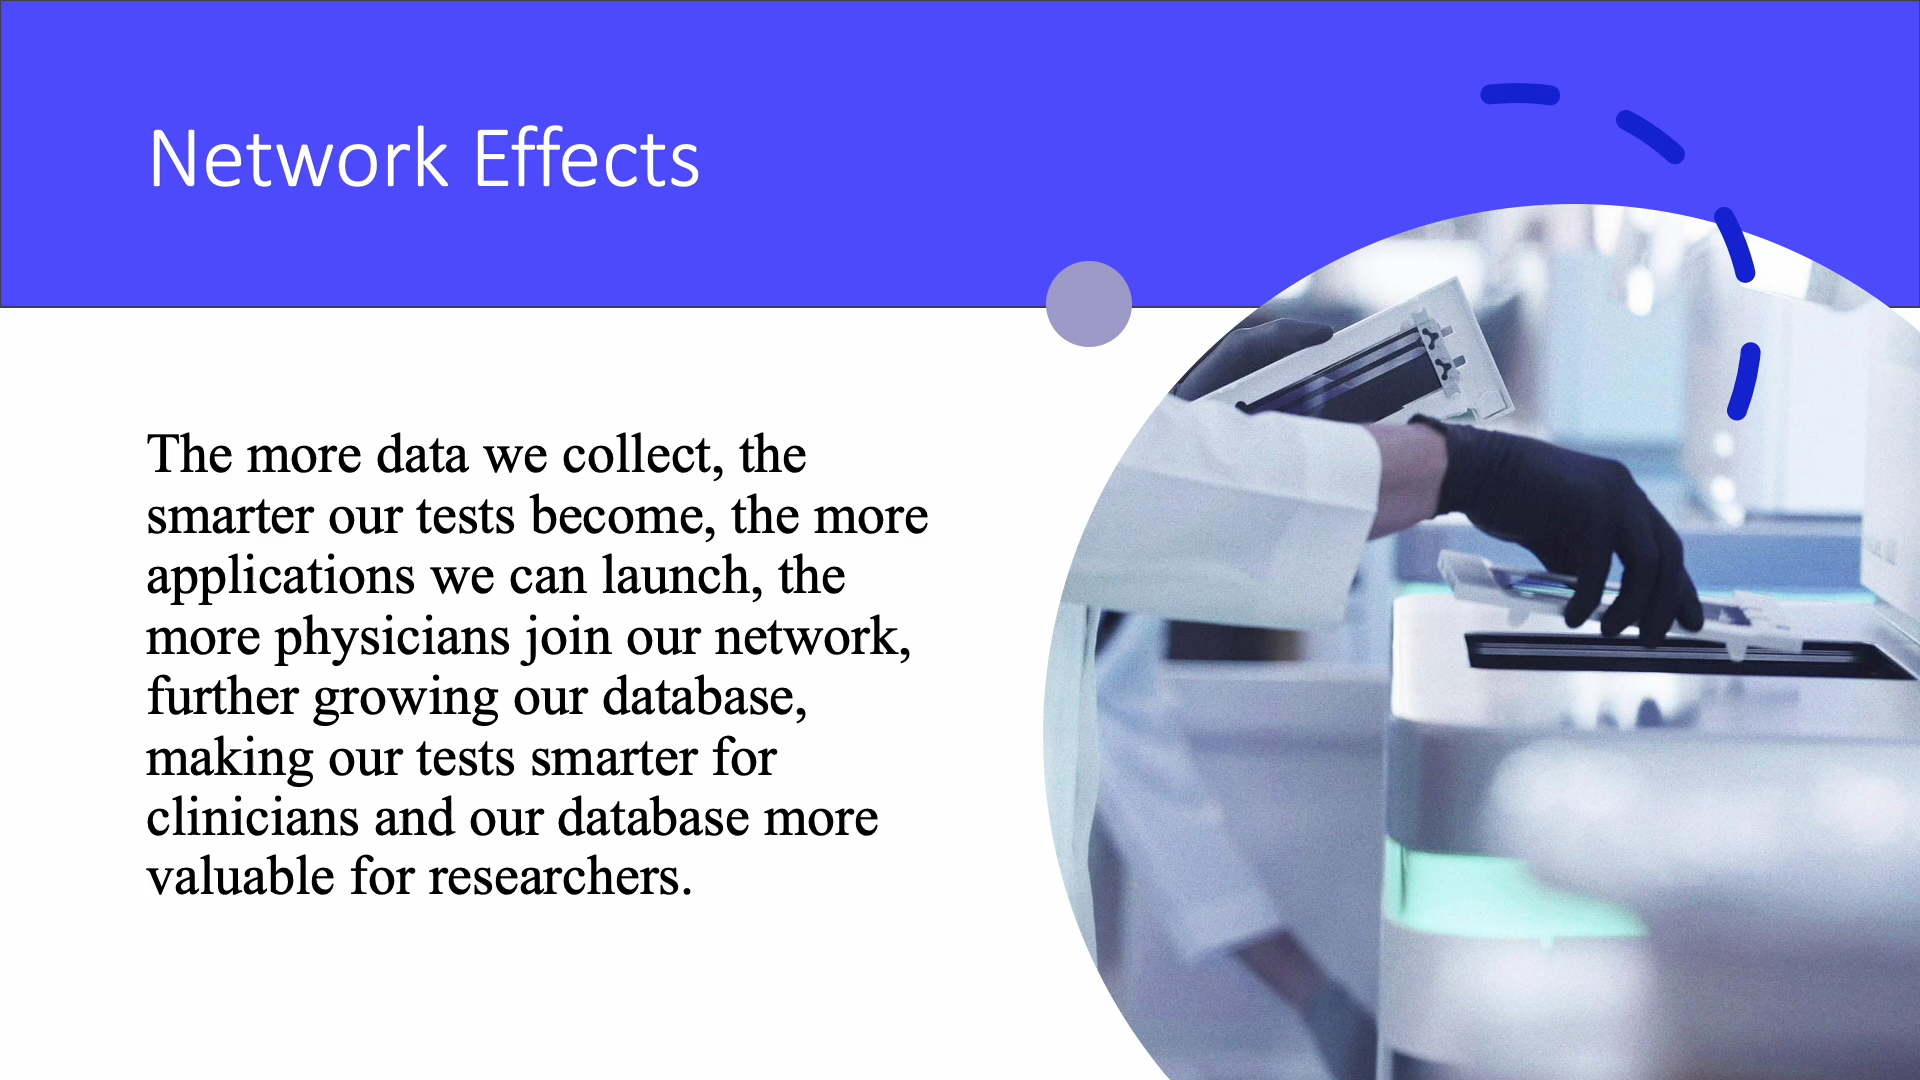 Network Effects
The more data we collect, the
smarter our tests become, the more
applications we can launch, the
more physicians join our network,
further growing our database,
making our tests smarter for
clinicians and our database more
valuable for researchers.